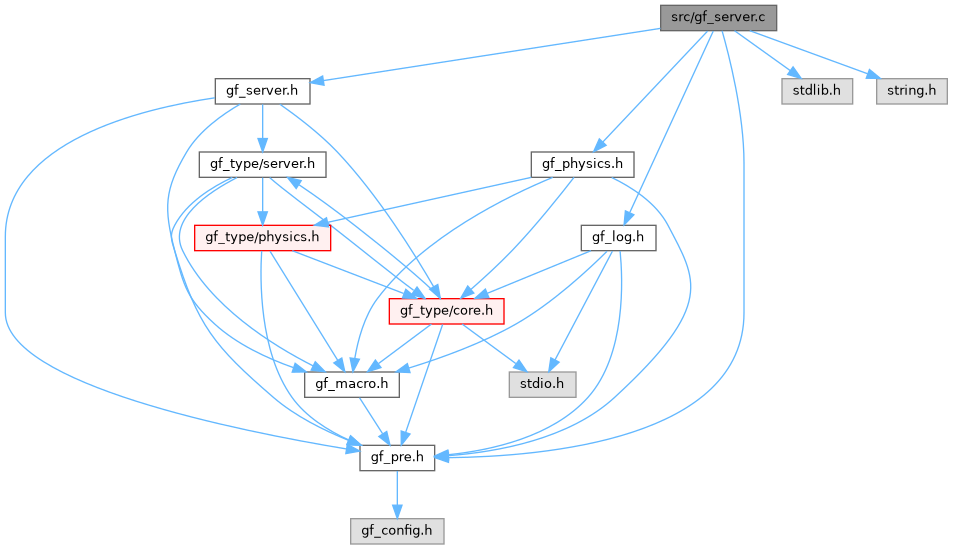 src/gf_server.c
gf_server.h
stdlib.h
string.h
gf_type/server.h
gf_physics.h
gf_type/physics.h
gf_log.h
gf_type/core.h
gf_macro.h
stdio.h
gf_pre.h
gf_config.h